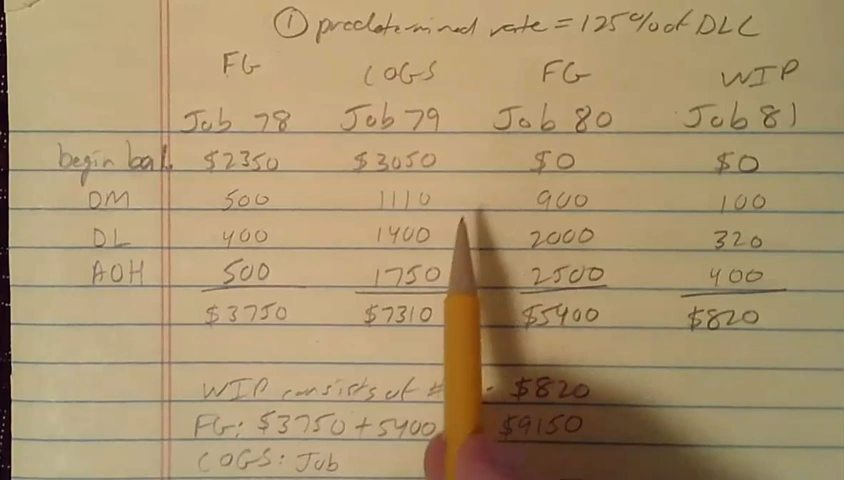 ① predetermined rate = 125% of DLC
FG COGS FG WIP
Job 78 Job 79 Job 80 Job 81
begin bal. $2350 $3050 $0 $0
DM 500 1110 900 100
DL 400 1400 2000 320
AOH 500 1750 2500 400
$3750 $7310 $5400 $820
WIP consists of # - $820
FG: $3750 + 5400 $9150
COGS: Job